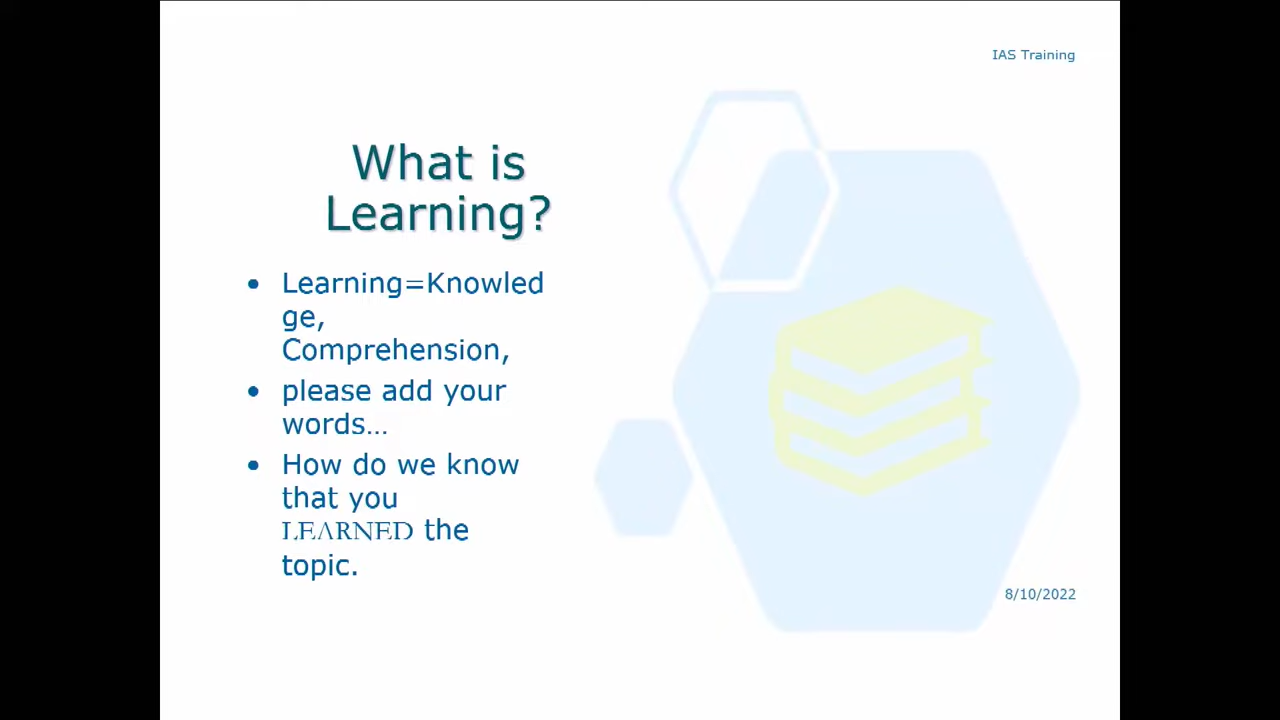 IAS Training
What is
Learning?
• Learning=Knowled
ge,
Comprehension,
• please add your
words…
• How do we know
that you
LEARNED the
topic.
8/10/2022